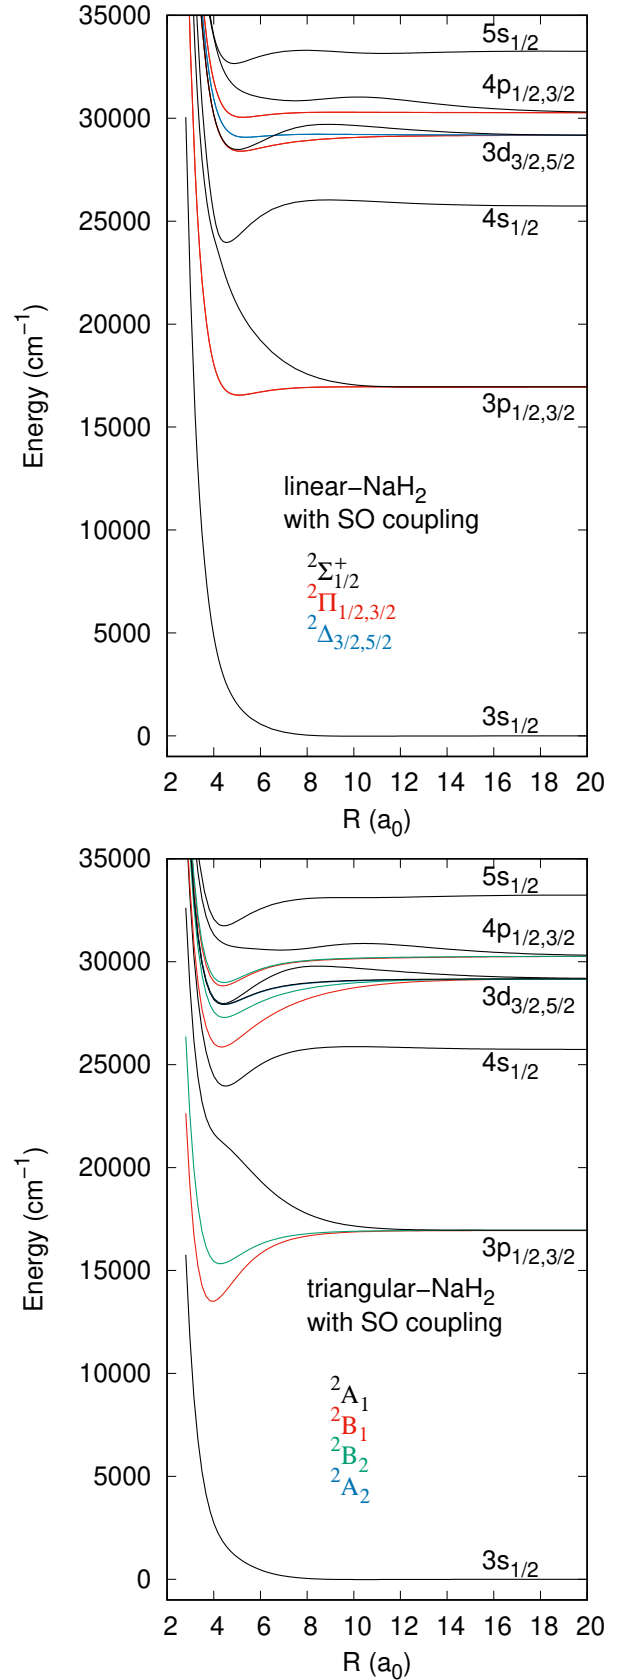 35000
30000
25000
20000
15000
10000
5000
0
Energy (cm⁻¹)
5s₁/₂
4p₁/₂,₃/₂
3d₃/₂,₅/₂
4s₁/₂
3p₁/₂,₃/₂
linear−NaH₂
with SO coupling
²Σ⁺₁/₂
²Π₁/₂,₃/₂
²Δ₃/₂,₅/₂
3s₁/₂
2 4 6 8 10 12 14 16 18 20
R (a₀)
35000
30000
25000
20000
15000
10000
5000
0
Energy (cm⁻¹)
5s₁/₂
4p₁/₂,₃/₂
3d₃/₂,₅/₂
4s₁/₂
3p₁/₂,₃/₂
triangular−NaH₂
with SO coupling
²A₁
²B₁
²B₂
²A₂
3s₁/₂
2 4 6 8 10 12 14 16 18 20
R (a₀)